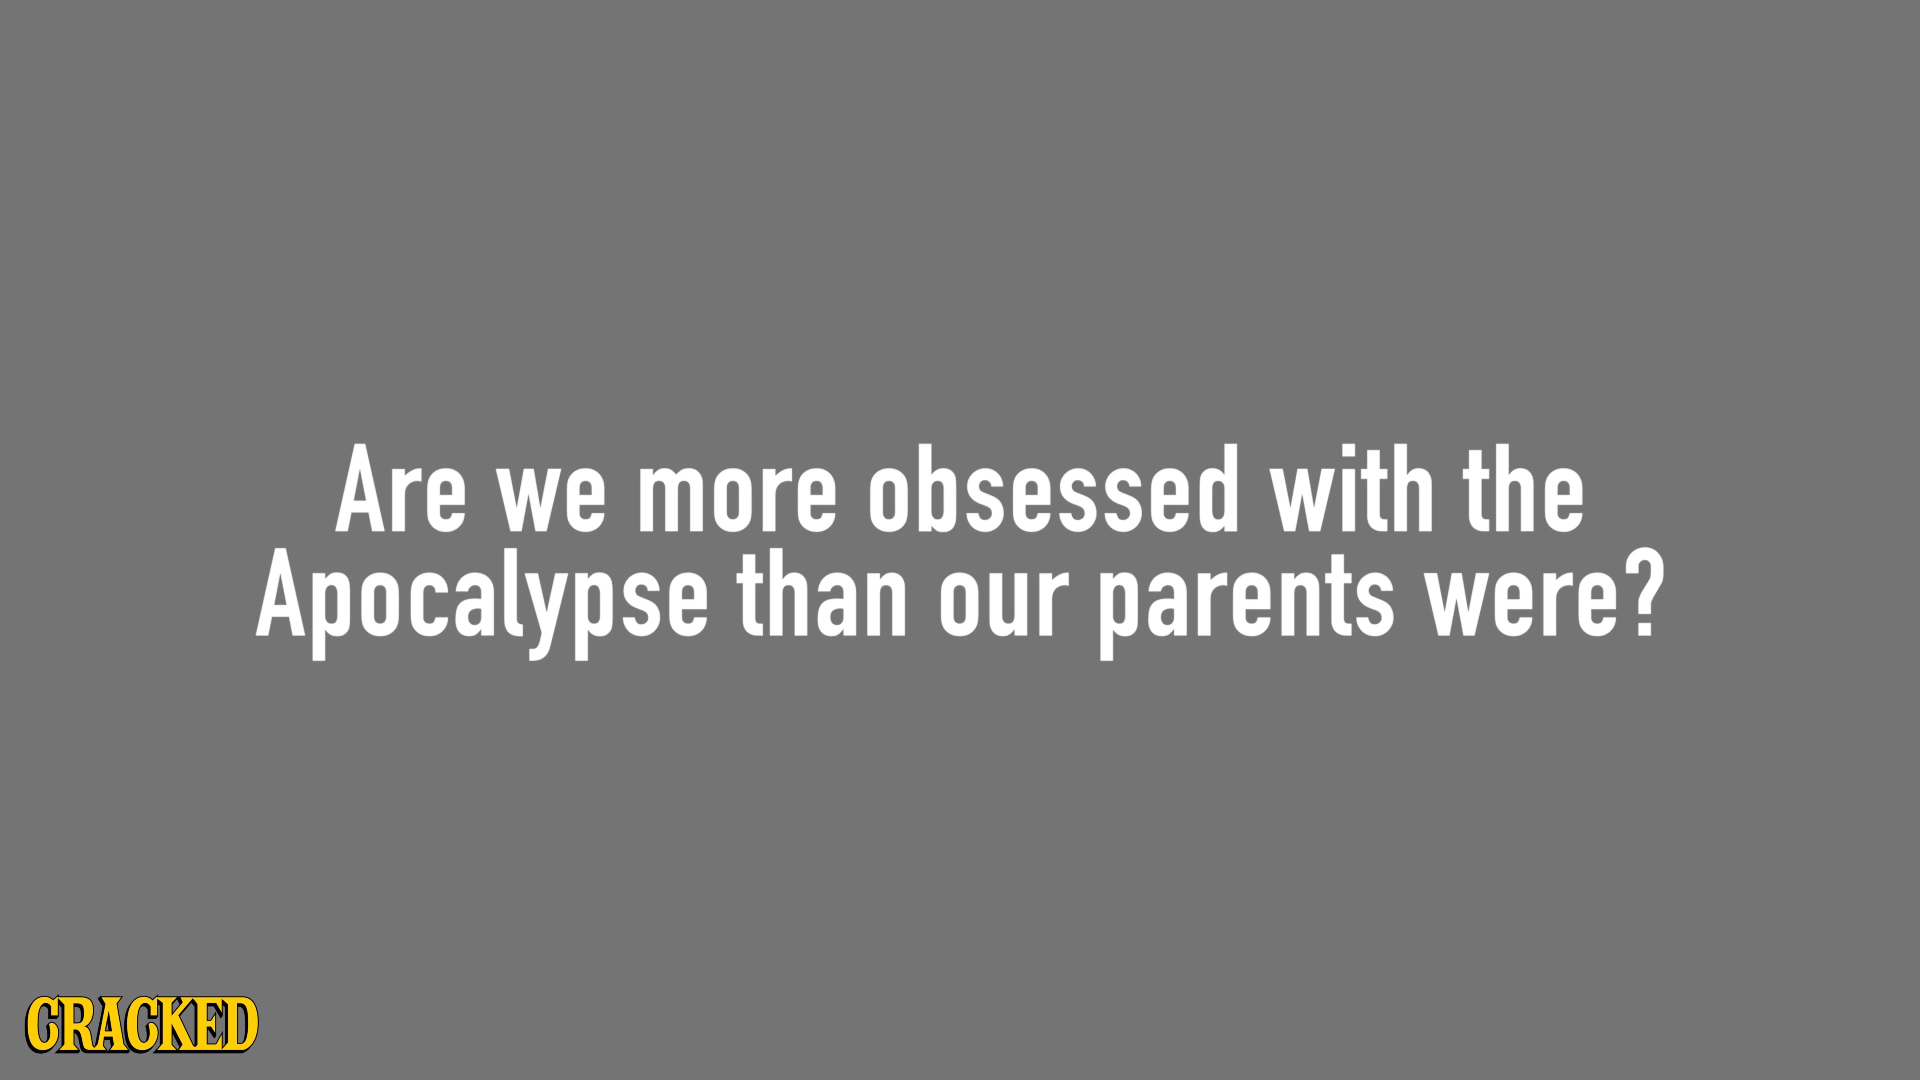 Are we more obsessed with the
Apocalypse than our parents were?
CRACKED